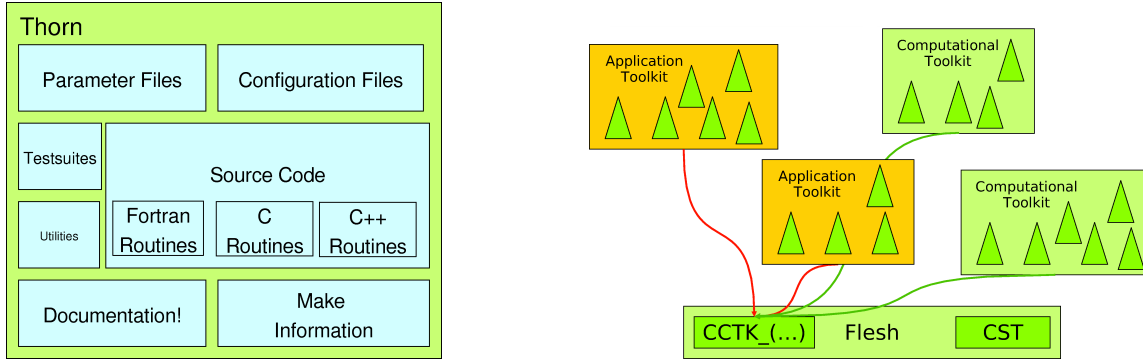 Thorn
Parameter Files
Configuration Files
Testsuites
Source Code
Utilities
Fortran
Routines
C
Routines
C++
Routines
Documentation!
Make
Information
Application
Toolkit
Computational
Toolkit
Application
Toolkit
Computational
Toolkit
CCTK_(...)
Flesh
CST